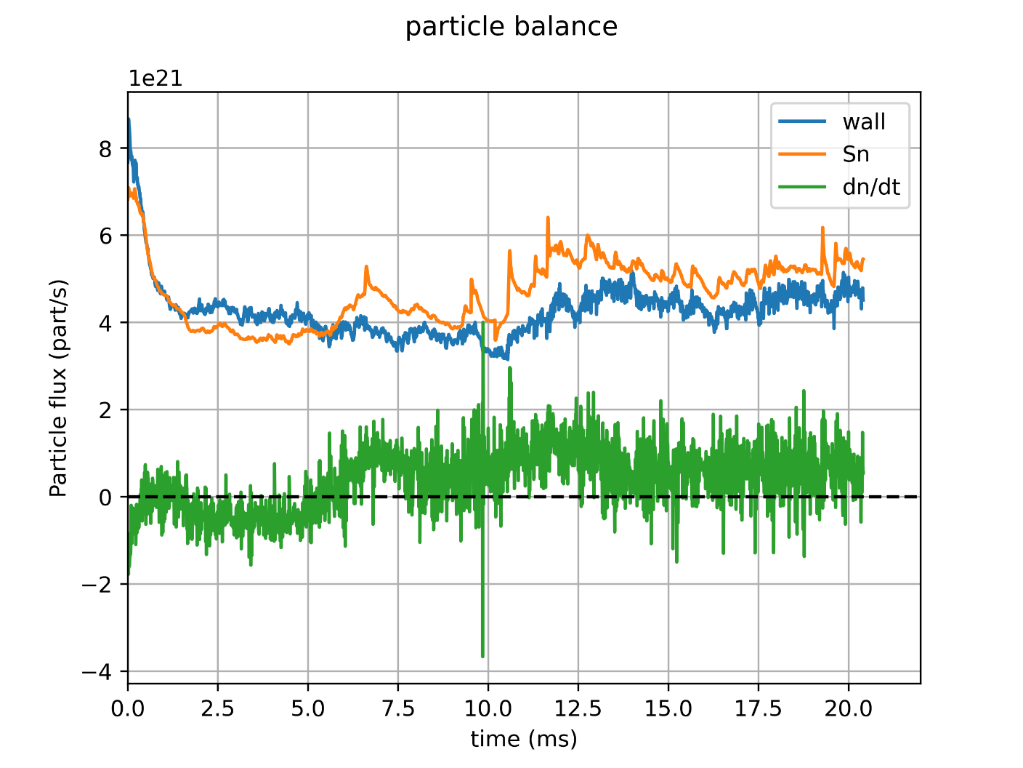 particle balance
1e21
wall
Sn
dn/dt
8
6
4
2
0
−2
−4
Particle flux (part/s)
0.0 2.5 5.0 7.5 10.0 12.5 15.0 17.5 20.0
time (ms)